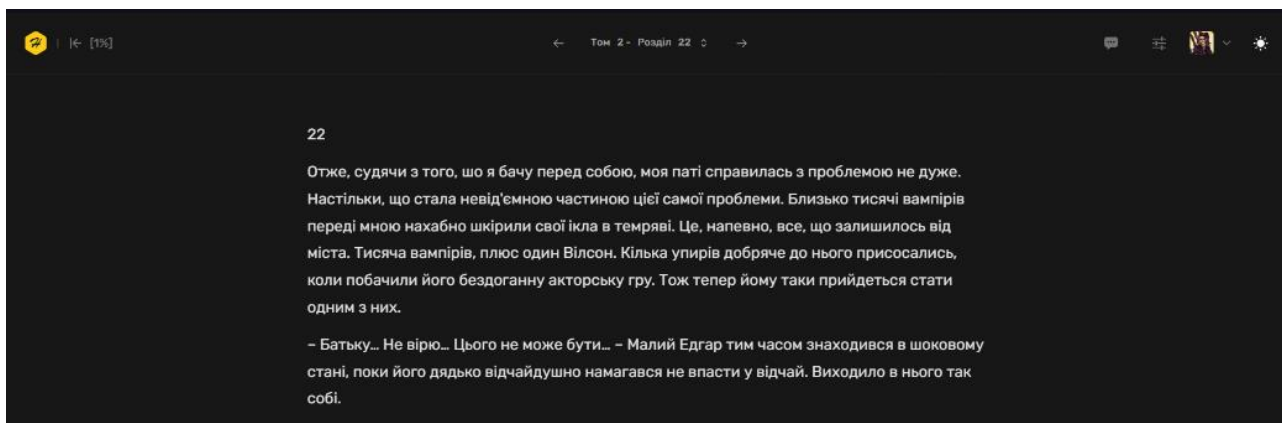 [1%]
Том 2 - Розділ 22
22
Отже, судячи з того, шо я бачу перед собою, моя паті справилась з проблемою не дуже.
Настільки, що стала невід'ємною частиною цієї самої проблеми. Близько тисячі вампірів
переді мною нахабно шкірили свої ікла в темряві. Це, напевно, все, що залишилось від
міста. Тисяча вампірів, плюс один Вілсон. Кілька упирів добряче до нього присосались,
коли побачили його бездоганну акторську гру. Тож тепер йому таки прийдеться стати
одним з них.
– Батьку… Не вірю… Цього не може бути… – Малий Едгар тим часом знаходився в шоковому
стані, поки його дядько відчайдушно намагався не впасти у відчай. Виходило в нього так
собі.